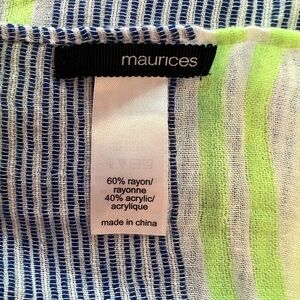 maurices
60% rayon/
rayonne
40% acrylic/
acrylique
made in china